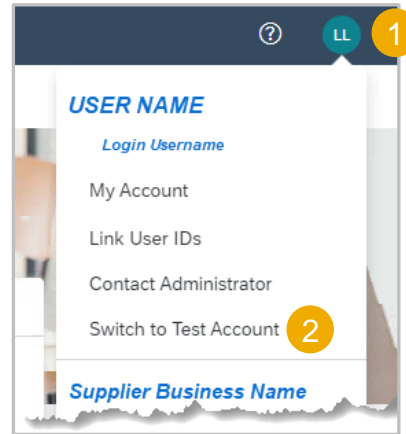 LL 1
USER NAME
Login Username
My Account
Link User IDs
Contact Administrator
Switch to Test Account 2
Supplier Business Name